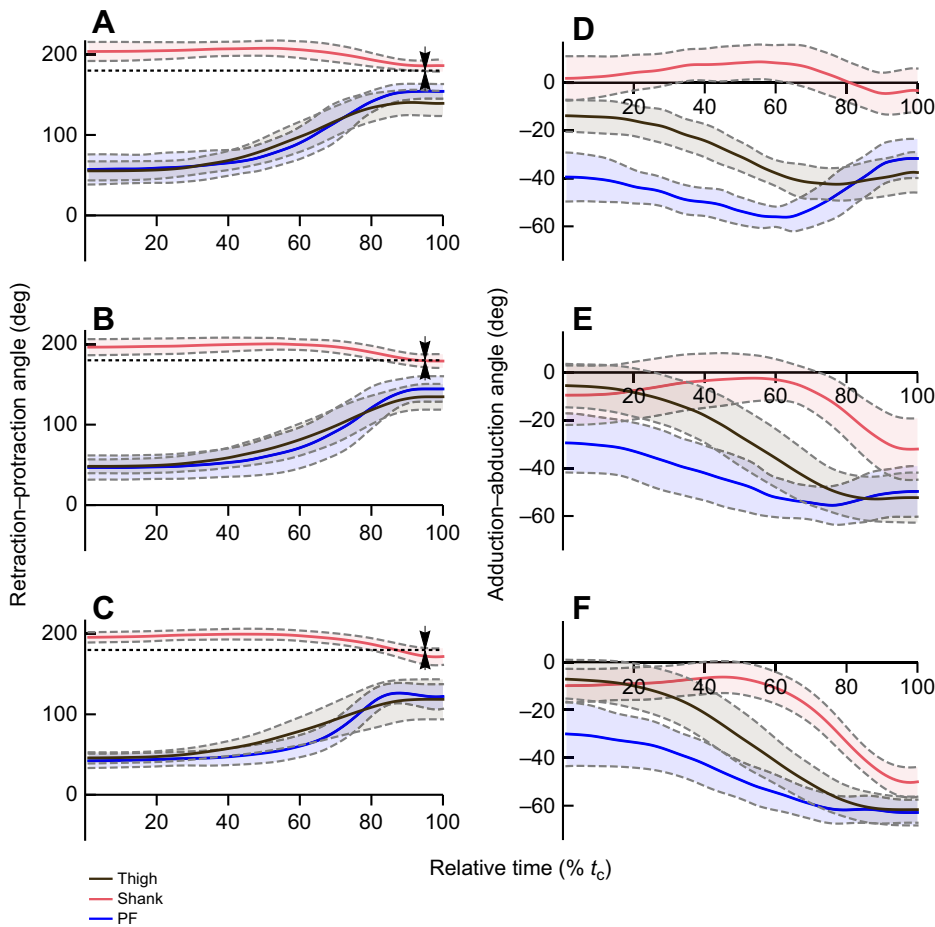 A
200
100
0
20 40 60 80 100
B
200
100
0
20 40 60 80 100
C
200
100
0
20 40 60 80 100
Retraction–protraction angle (deg)
D
0
–20
–40
–60
20 40 60 80 100
E
0
–20
–40
–60
20 40 60 80 100
F
0
–20
–40
–60
20 40 60 80 100
Adduction–abduction angle (deg)
Relative time (% tc)
Thigh
Shank
PF